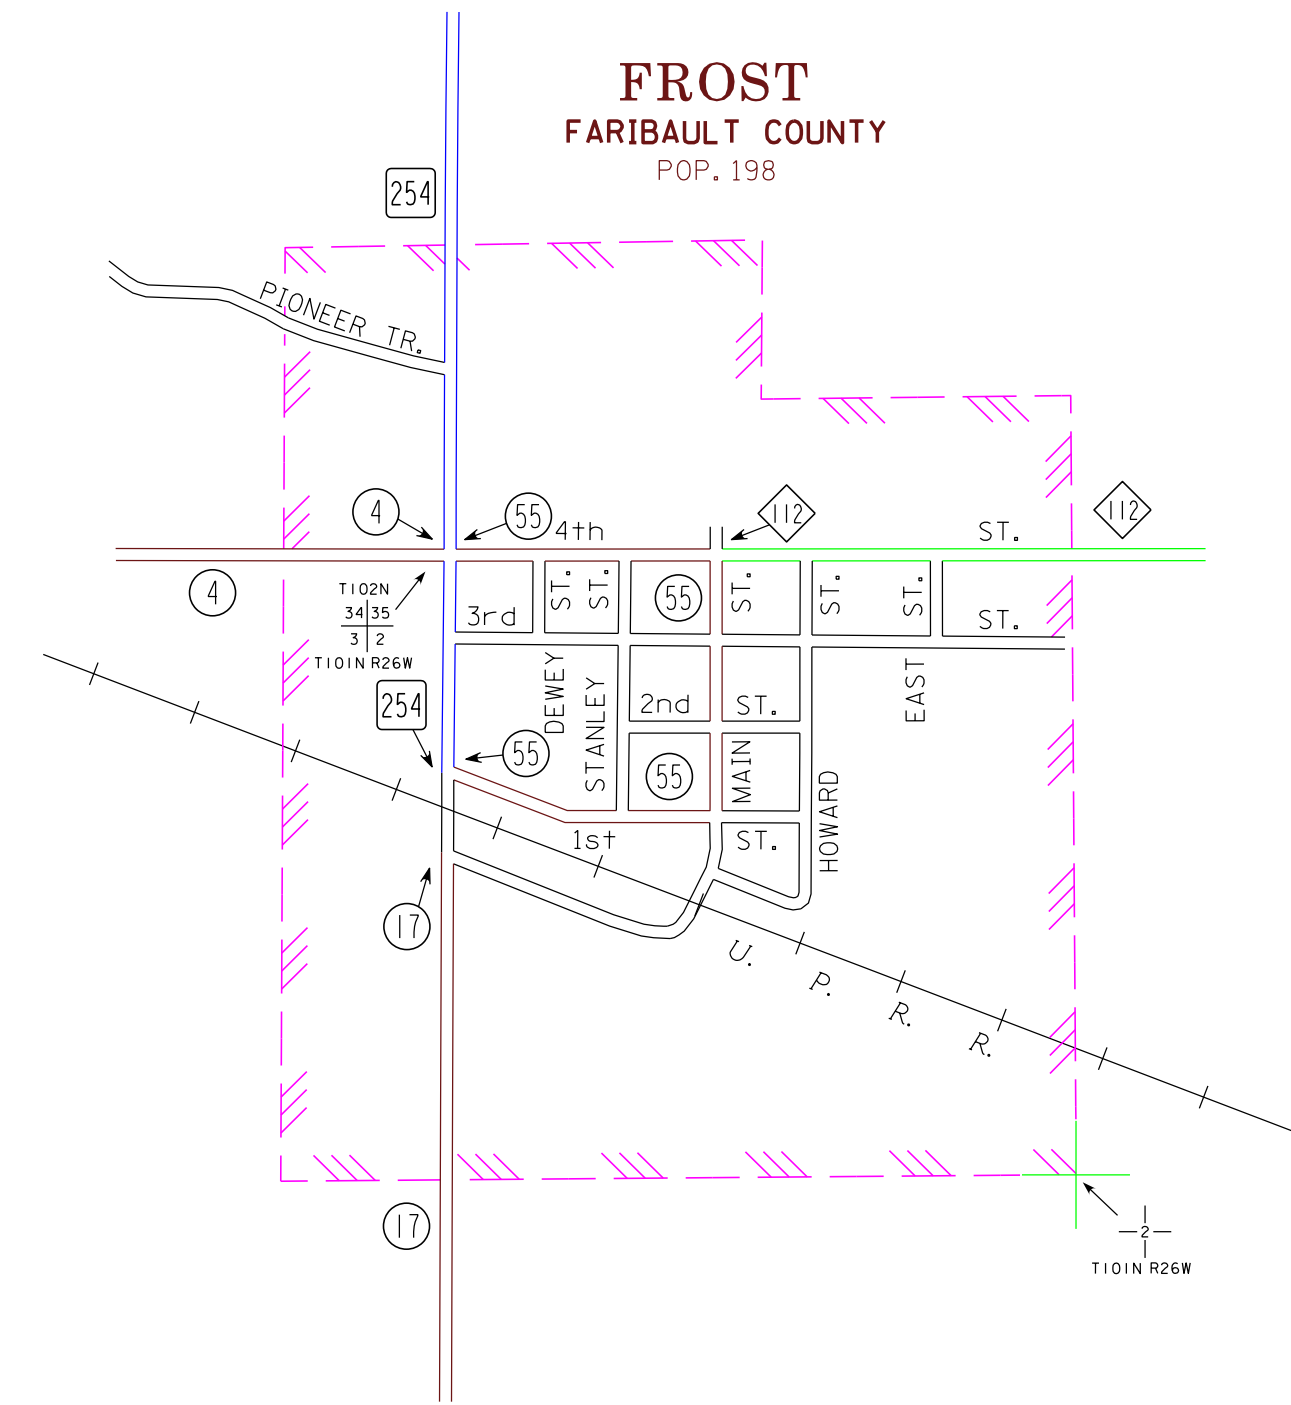 FROST
FARIBAULT COUNTY
POP. 198
254
PIONEER TR.
4
55
4th ST.
112
112
4
T102N
34 35
3 2
T101N R26W
3rd ST.
ST.
ST.
55
ST.
ST.
ST.
254
DEWEY
STANLEY
2nd ST.
EAST
55
55
MAIN
HOWARD
1st ST.
17
U. P. R. R.
17
2
T101N R26W